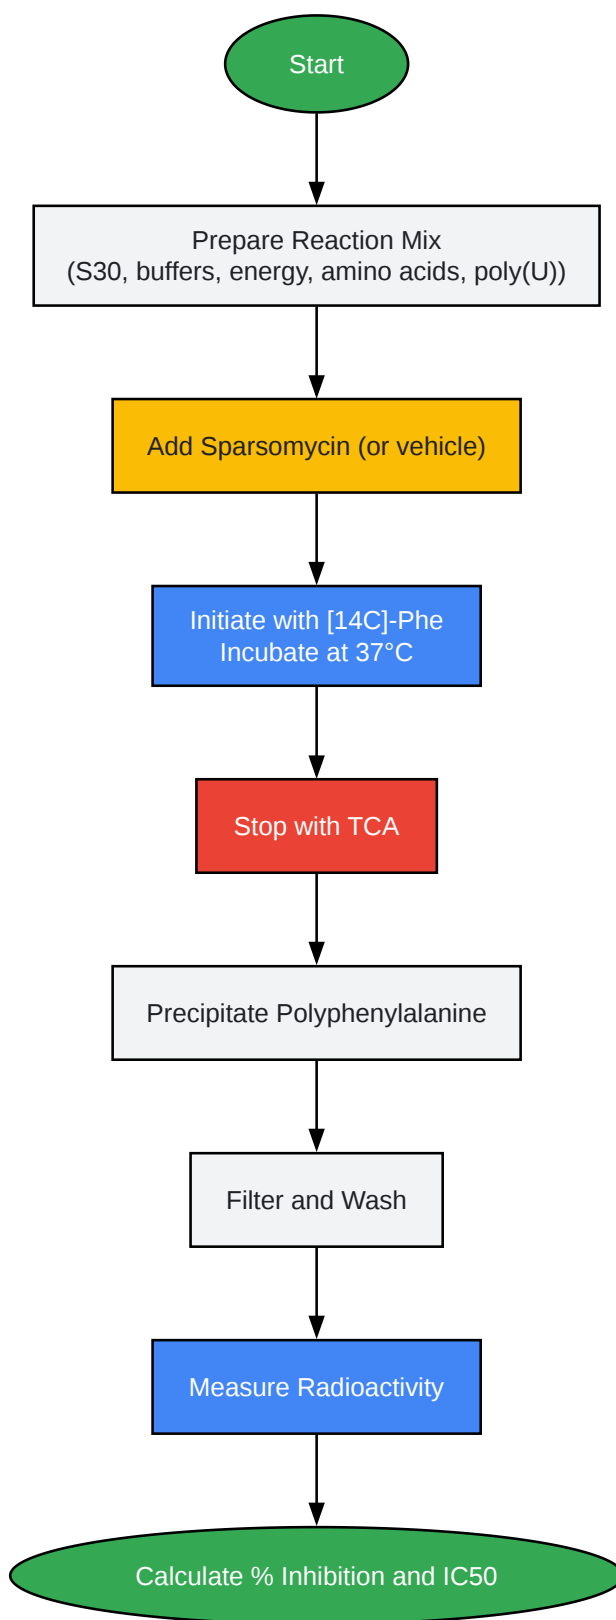 Start
Prepare Reaction Mix
(S30, buffers, energy, amino acids, poly(U))
Add Sparsomycin (or vehicle)
Initiate with [14C]-Phe
Incubate at 37°C
Stop with TCA
Precipitate Polyphenylalanine
Filter and Wash
Measure Radioactivity
Calculate % Inhibition and IC50